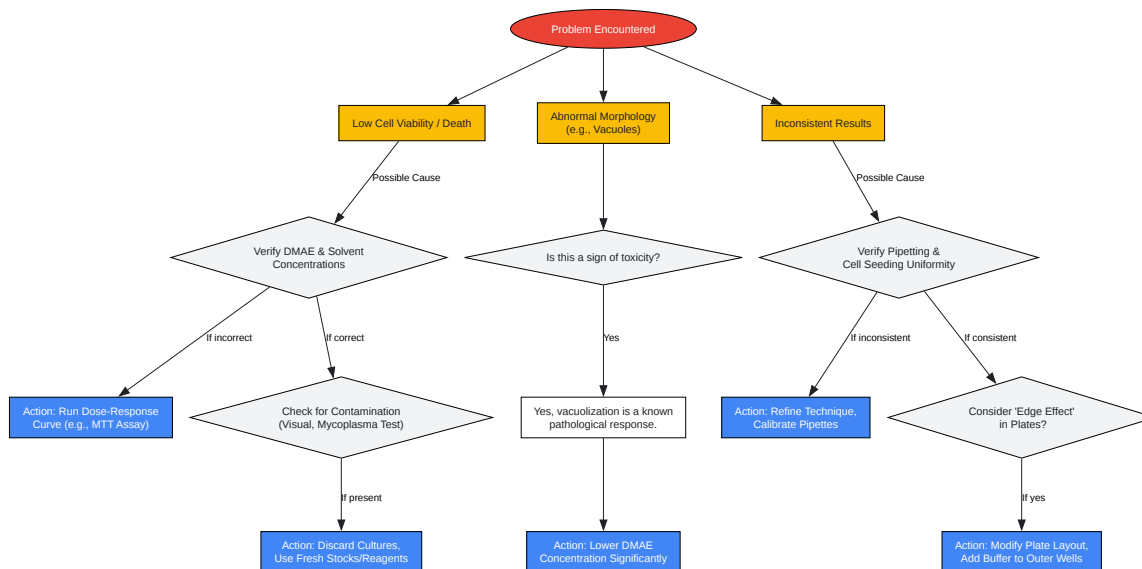 Problem Encountered
Low Cell Viability / Death
Abnormal Morphology
(e.g., Vacuoles)
Inconsistent Results
Possible Cause
Possible Cause
Verify DMAE & Solvent
Concentrations
Is this a sign of toxicity?
Verify Pipetting &
Cell Seeding Uniformity
If incorrect
If correct
Yes
If inconsistent
If consistent
Action: Run Dose-Response
Curve (e.g., MTT Assay)
Check for Contamination
(Visual, Mycoplasma Test)
Yes, vacuolization is a known
pathological response.
Action: Refine Technique,
Calibrate Pipettes
Consider 'Edge Effect'
in Plates?
If present
If yes
Action: Discard Cultures,
Use Fresh Stocks/Reagents
Action: Lower DMAE
Concentration Significantly
Action: Modify Plate Layout,
Add Buffer to Outer Wells